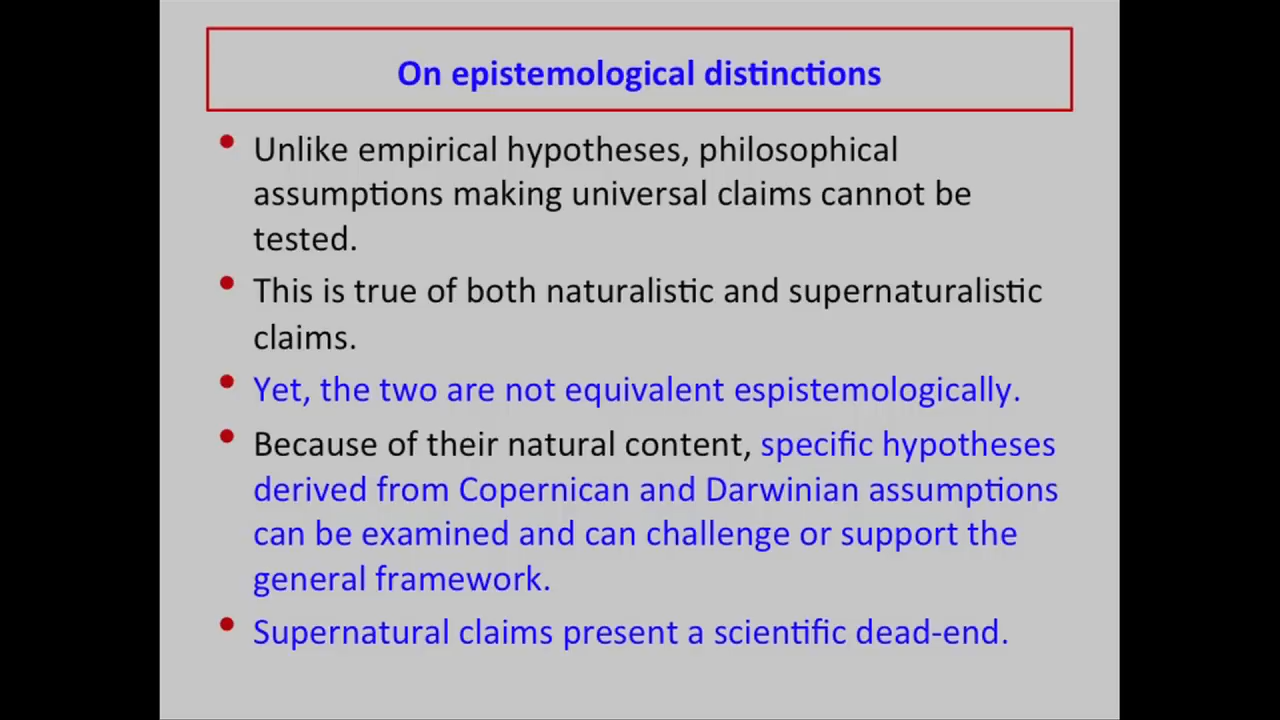 On epistemological distinctions
• Unlike empirical hypotheses, philosophical
assumptions making universal claims cannot be
tested.
• This is true of both naturalistic and supernaturalistic
claims.
• Yet, the two are not equivalent espistemologically.
• Because of their natural content, specific hypotheses
derived from Copernican and Darwinian assumptions
can be examined and can challenge or support the
general framework.
• Supernatural claims present a scientific dead-end.